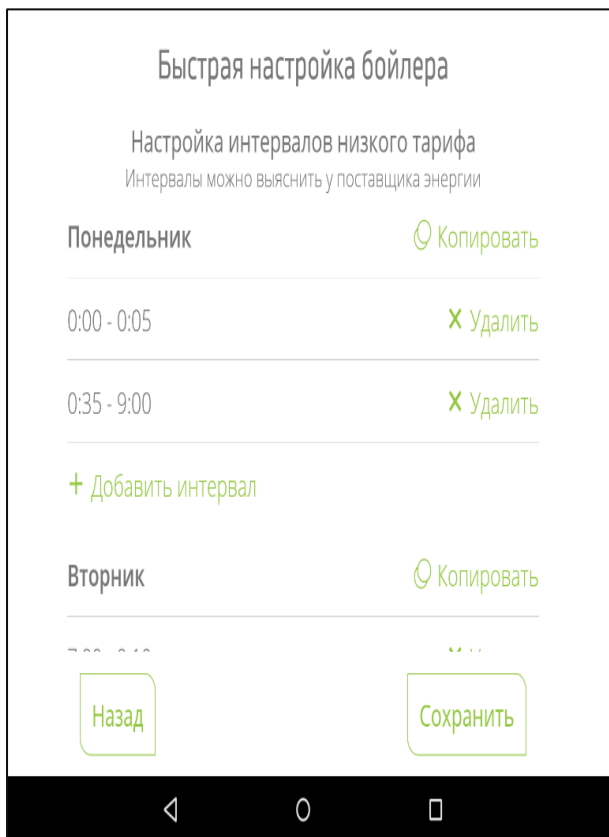 Быстрая настройка бойлера
Настройка интервалов низкого тарифа
Интервалы можно выяснить у поставщика энергии
Понедельник Копировать
0:00 - 0:05 Удалить
0:35 - 9:00 Удалить
+ Добавить интервал
Вторник Копировать
Назад Сохранить